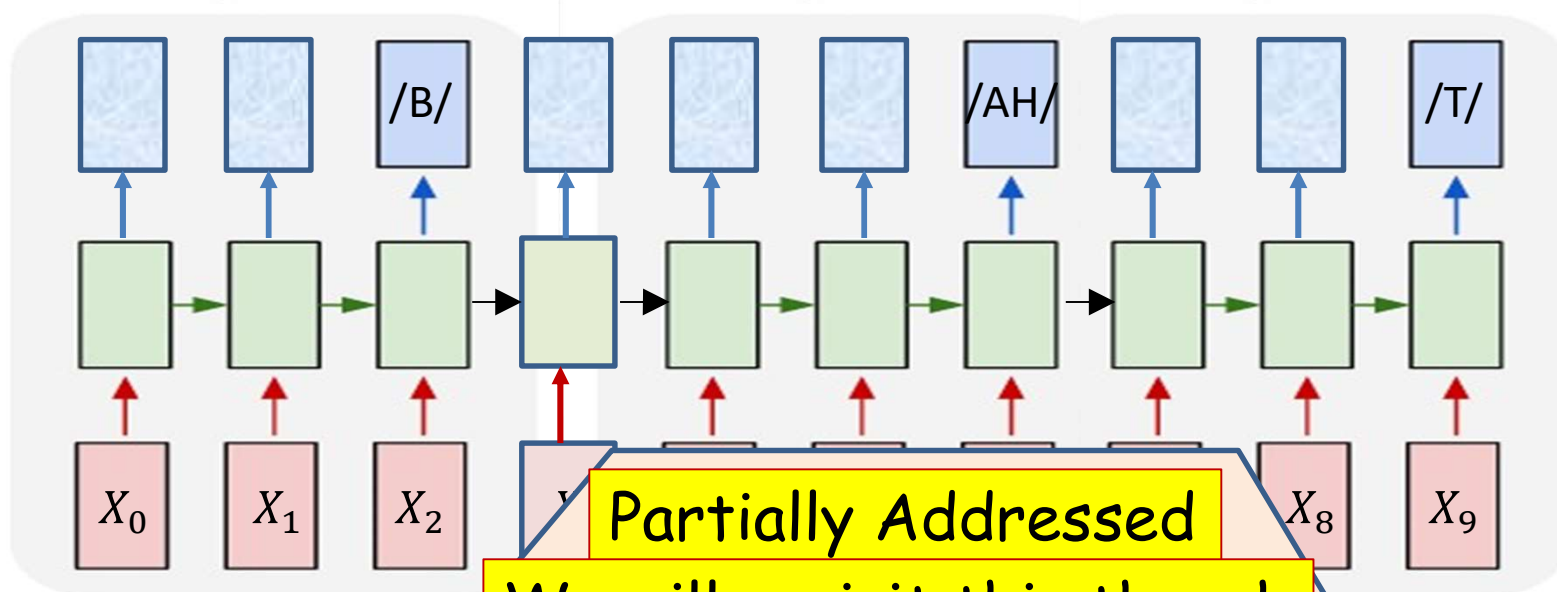 /B/ /AH/ /T/
X₀ X₁ X₂ X₈ X₉
Partially Addressed